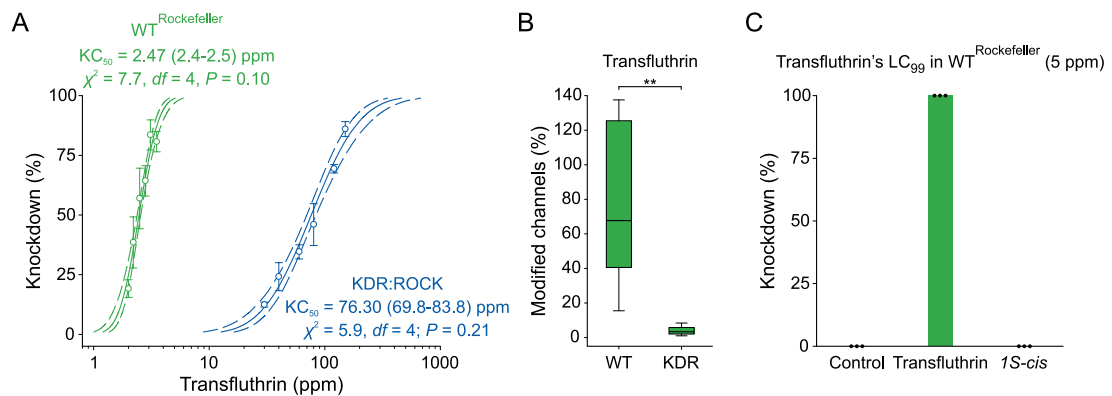 A
WT^Rockefeller
KC₅₀ = 2.47 (2.4-2.5) ppm
χ² = 7.7, df = 4, P = 0.10
Knockdown (%)
100
75
50
25
0
KDR:ROCK
KC₅₀ = 76.30 (69.8-83.8) ppm
χ² = 5.9, df = 4; P = 0.21
1 10 100 1000
Transfluthrin (ppm)
B
Transfluthrin
**
Modified channels (%)
140
120
100
80
60
40
20
0
WT KDR
C
Transfluthrin's LC₉₉ in WT^Rockefeller (5 ppm)
Knockdown (%)
100
75
50
25
0
Control Transfluthrin 1S-cis